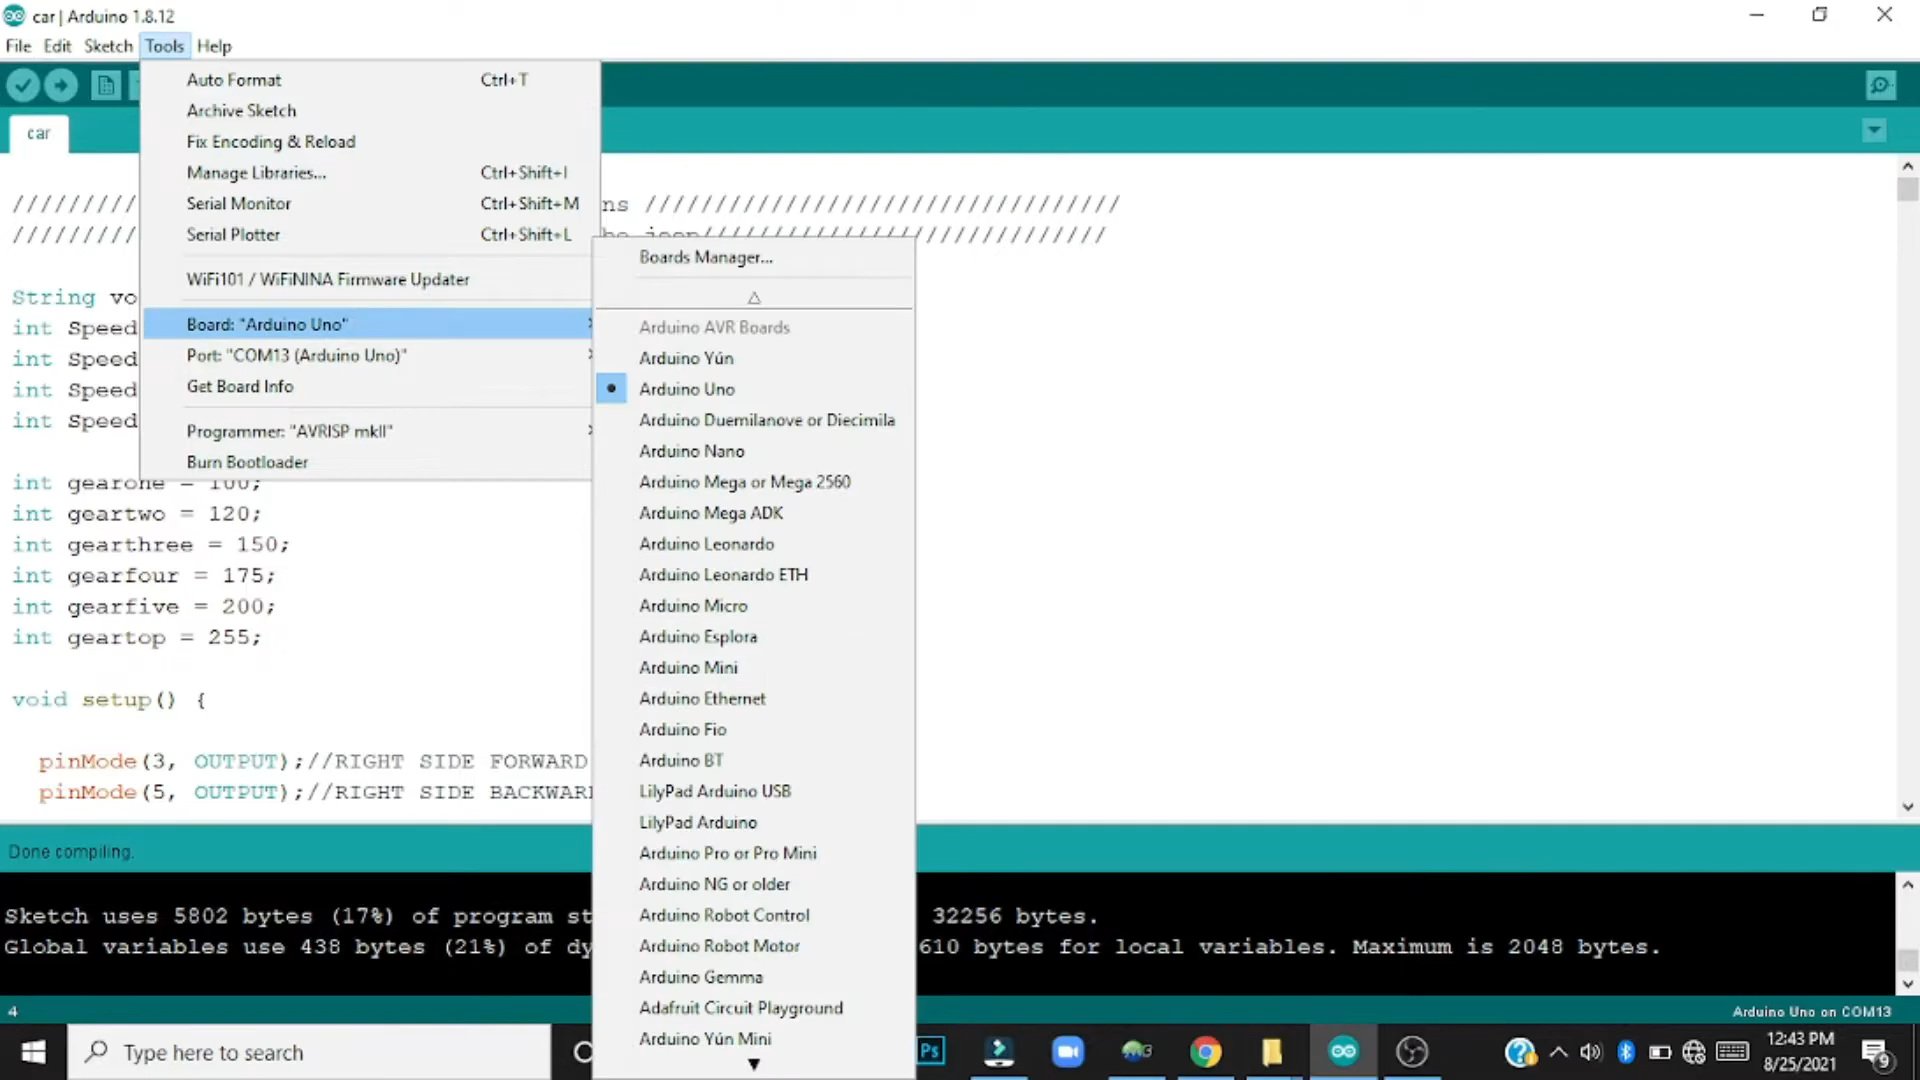 car | Arduino 1.8.12
File Edit Sketch Tools Help
car
Auto Format Ctrl+T
Archive Sketch
Fix Encoding & Reload
Manage Libraries... Ctrl+Shift+I
Serial Monitor Ctrl+Shift+M
Serial Plotter Ctrl+Shift+L
WiFi101 / WiFiNINA Firmware Updater
Board: "Arduino Uno"
Port: "COM13 (Arduino Uno)"
Get Board Info
Programmer: "AVRISP mkII"
Burn Bootloader
Boards Manager...
Arduino AVR Boards
Arduino Yún
Arduino Uno
Arduino Duemilanove or Diecimila
Arduino Nano
Arduino Mega or Mega 2560
Arduino Mega ADK
Arduino Leonardo
Arduino Leonardo ETH
Arduino Micro
Arduino Esplora
Arduino Mini
Arduino Ethernet
Arduino Fio
Arduino BT
LilyPad Arduino USB
LilyPad Arduino
Arduino Pro or Pro Mini
Arduino NG or older
Arduino Robot Control
Arduino Robot Motor
Arduino Gemma
Adafruit Circuit Playground
Arduino Yún Mini
////////// ns //////////////////////////////////
////////// /////////////////////////////
String vo
int Speed
int Speed
int Speed
int Speed
int gearone = 100;
int geartwo = 120;
int gearthree = 150;
int gearfour = 175;
int gearfive = 200;
int geartop = 255;
void setup() {
pinMode(3, OUTPUT);//RIGHT SIDE FORWARD
pinMode(5, OUTPUT);//RIGHT SIDE BACKWAR
Done compiling.
Sketch uses 5802 bytes (17%) of program st 32256 bytes.
Global variables use 438 bytes (21%) of dy 610 bytes for local variables. Maximum is 2048 bytes.
4
Arduino Uno on COM13
Type here to search
Ps
12:43 PM
8/25/2021
9